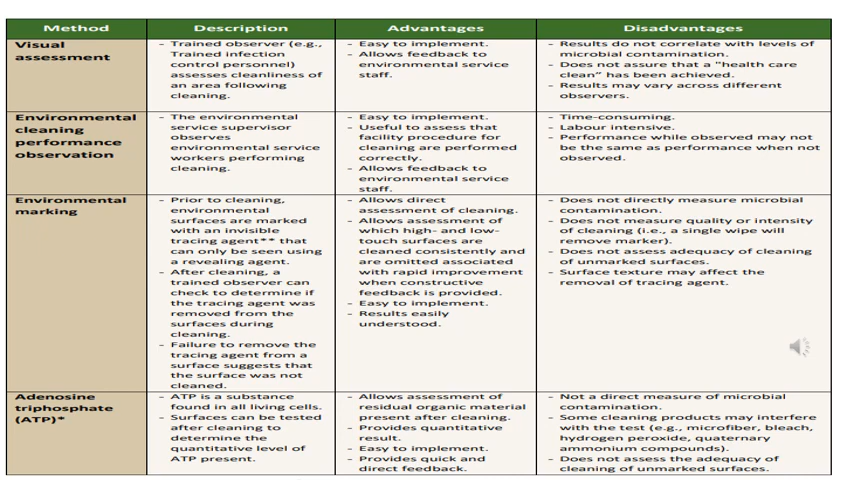 Method Description Advantages Disadvantages
Visual
assessment
– Trained observer (e.g.,
Trained infection
control personnel)
assesses cleanliness of
an area following
cleaning.
– Easy to implement.
– Allows feedback to
environmental service
staff.
– Results do not correlate with levels of
microbial contamination.
– Does not assure that a "health care
clean" has been achieved.
– Results may vary across different
observers.
Environmental
cleaning
performance
observation
– The environmental
service supervisor
observes
environmental service
workers performing
cleaning.
– Easy to implement.
– Useful to assess that
facility procedure for
cleaning are performed
correctly.
– Allows feedback to
environmental service
staff.
– Time-consuming.
– Labour intensive.
– Performance while observed may not
be the same as performance when not
observed.
Environmental
marking
– Prior to cleaning,
environmental
surfaces are marked
with an invisible
tracing agent** that
can only be seen using
a revealing agent.
– After cleaning, a
trained observer can
check to determine if
the tracing agent was
removed from the
surfaces during
cleaning.
– Failure to remove the
tracing agent from a
surface suggests that
the surface was not
cleaned.
– Allows direct
assessment of cleaning.
– Allows assessment of
which high- and low-
touch surfaces are
cleaned consistently and
are omitted associated
with rapid improvement
when constructive
feedback is provided.
– Easy to implement.
– Results easily
understood.
– Does not directly measure microbial
contamination.
– Does not measure quality or intensity
of cleaning (i.e., a single wipe will
remove marker).
– Does not assess adequacy of cleaning
of unmarked surfaces.
– Surface texture may affect the
removal of tracing agent.
Adenosine
triphosphate
(ATP)*
– ATP is a substance
found in all living cells.
– Surfaces can be tested
after cleaning to
determine the
quantitative level of
ATP present.
– Allows assessment of
residual organic material
present after cleaning.
– Provides quantitative
result.
– Easy to implement.
– Provides quick and
direct feedback.
– Not a direct measure of microbial
contamination.
– Some cleaning products may interfere
with the test (e.g., microfiber, bleach,
hydrogen peroxide, quaternary
ammonium compounds).
– Does not assess the adequacy of
cleaning of unmarked surfaces.